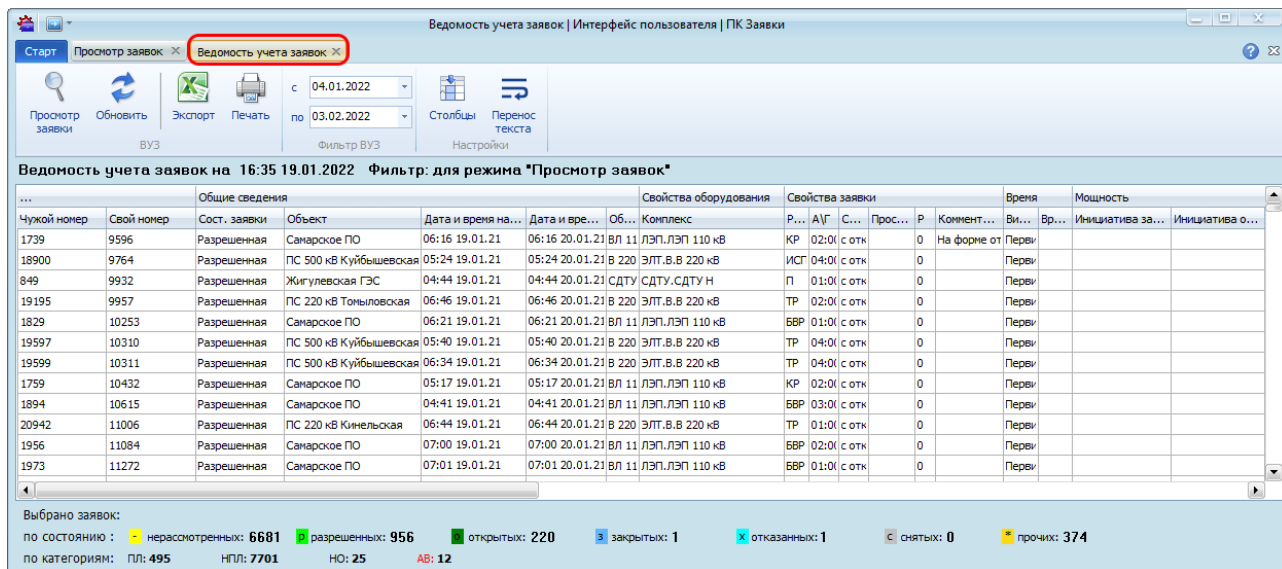 Ведомость учета заявок | Интерфейс пользователя | ПК Заявки
Старт Просмотр заявок Ведомость учета заявок
Просмотр заявки Обновить Экспорт Печать с 04.01.2022 по 03.02.2022 Столбцы Перенос текста
ВУЗ Фильтр ВУЗ Настройки
Ведомость учета заявок на 16:35 19.01.2022 Фильтр: для режима "Просмотр заявок"
... Общие сведения Свойства оборудования Свойства заявки Время Мощность
Чужой номер Свой номер Сост. заявки Объект Дата и время на... Дата и вре... Об... Комплекс Р... А\Г С... Прос... Р Коммент... Ви... Вр... Инициатива за... Инициатива о...
1739 9596 Разрешенная Самарское ПО 06:16 19.01.21 06:16 20.01.21 ВЛ 11 ЛЭП.ЛЭП 110 кВ КР 02:0( с отк 0 На форме от Перви
18900 9764 Разрешенная ПС 500 кВ Куйбышевская 05:24 19.01.21 05:24 20.01.21 В 220 ЭЛТ.В.В 220 кВ ИСП 04:0( с отк 0 Перви
849 9932 Разрешенная Жигулевская ГЭС 04:44 19.01.21 04:44 20.01.21 СДТУ СДТУ.СДТУ Н П 01:0( с отк 0 Перви
19195 9957 Разрешенная ПС 220 кВ Томыловская 06:46 19.01.21 06:46 20.01.21 В 220 ЭЛТ.В.В 220 кВ ТР 02:0( с отк 0 Перви
1829 10253 Разрешенная Самарское ПО 06:21 19.01.21 06:21 20.01.21 ВЛ 11 ЛЭП.ЛЭП 110 кВ БВР 01:0( с отк 0 Перви
19597 10310 Разрешенная ПС 500 кВ Куйбышевская 05:40 19.01.21 05:40 20.01.21 В 220 ЭЛТ.В.В 220 кВ ТР 04:0( с отк 0 Перви
19599 10311 Разрешенная ПС 500 кВ Куйбышевская 06:34 19.01.21 06:34 20.01.21 В 220 ЭЛТ.В.В 220 кВ ТР 04:0( с отк 0 Перви
1759 10432 Разрешенная Самарское ПО 05:17 19.01.21 05:17 20.01.21 ВЛ 11 ЛЭП.ЛЭП 110 кВ КР 02:0( с отк 0 Перви
1894 10615 Разрешенная Самарское ПО 04:41 19.01.21 04:41 20.01.21 ВЛ 11 ЛЭП.ЛЭП 110 кВ БВР 03:0( с отк 0 Перви
20942 11006 Разрешенная ПС 220 кВ Кинельская 06:44 19.01.21 06:44 20.01.21 В 220 ЭЛТ.В.В 220 кВ ТР 01:0( с отк 0 Перви
1956 11084 Разрешенная Самарское ПО 07:00 19.01.21 07:00 20.01.21 ВЛ 11 ЛЭП.ЛЭП 110 кВ БВР 02:0( с отк 0 Перви
1973 11272 Разрешенная Самарское ПО 07:01 19.01.21 07:01 20.01.21 ВЛ 11 ЛЭП.ЛЭП 110 кВ БВР 01:0( с отк 0 Перви
Выбрано заявок:
по состоянию : - нерассмотренных: 6681 р разрешенных: 956 о открытых: 220 з закрытых: 1 х отказанных: 1 с снятых: 0 * прочих: 374
по категориям: ПЛ: 495 НПЛ: 7701 НО: 25 АВ: 12